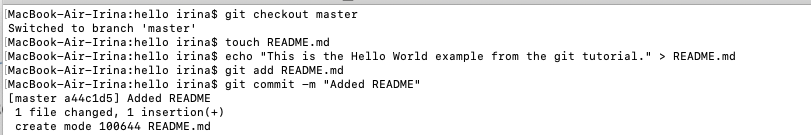 [MacBook-Air-Irina:hello irina$ git checkout master
Switched to branch 'master'
[MacBook-Air-Irina:hello irina$ touch README.md
[MacBook-Air-Irina:hello irina$ echo "This is the Hello World example from the git tutorial." > README.md
[MacBook-Air-Irina:hello irina$ git add README.md
[MacBook-Air-Irina:hello irina$ git commit -m "Added README"
[master a44c1d5] Added README
 1 file changed, 1 insertion(+)
 create mode 100644 README.md